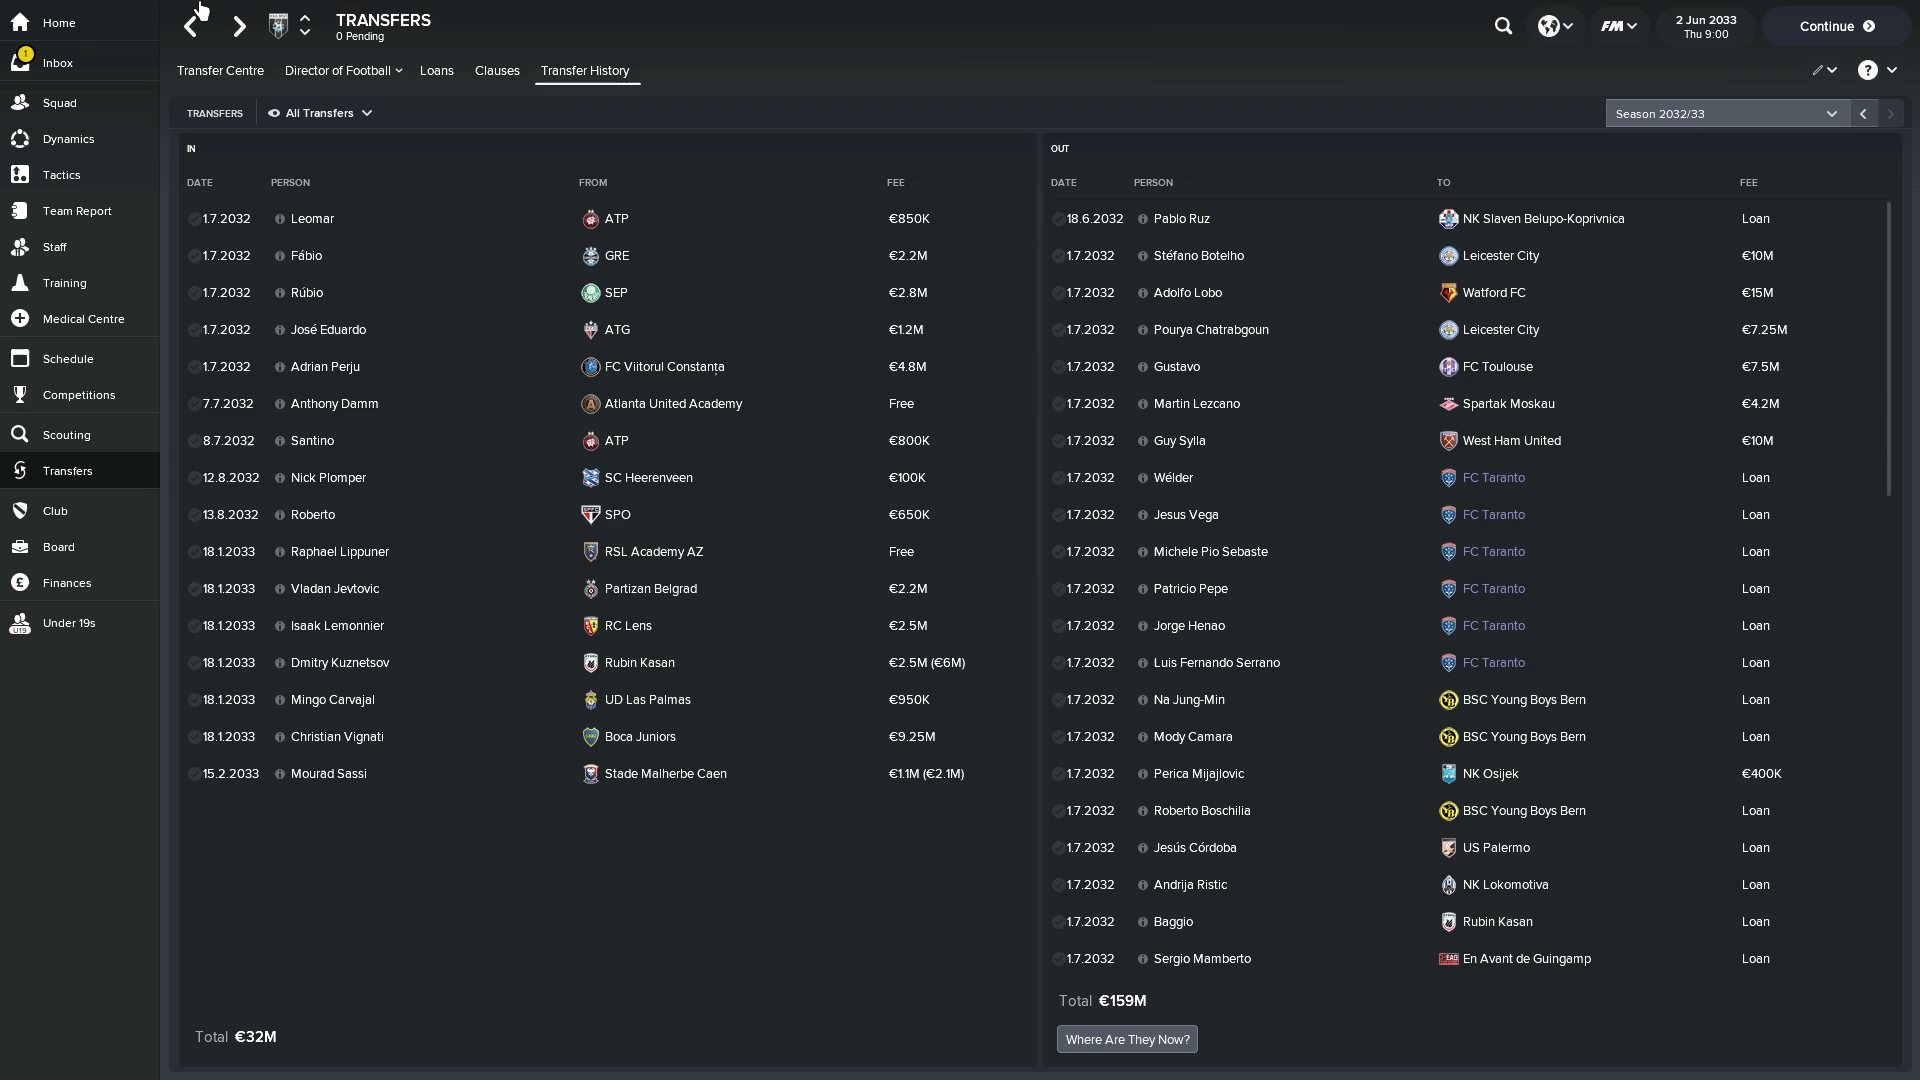 Home
1
Inbox
Squad
Dynamics
Tactics
Team Report
Staff
Training
Medical Centre
Schedule
Competitions
Scouting
Transfers
Club
Board
Finances
U19
Under 19s
TRANSFERS
0 Pending
FM
2 Jun 2033
Thu 9:00
Continue
Transfer Centre Director of Football Loans Clauses Transfer History
?
TRANSFERS All Transfers Season 2032/33
IN
DATE PERSON FROM FEE
1.7.2032 Leomar ATP €850K
1.7.2032 Fábio GRE €2.2M
1.7.2032 Rúbio SEP €2.8M
1.7.2032 José Eduardo ATG €1.2M
1.7.2032 Adrian Perju FC Viitorul Constanța €4.8M
7.7.2032 Anthony Damm Atlanta United Academy Free
8.7.2032 Santino ATP €800K
12.8.2032 Nick Plomper SC Heerenveen €100K
13.8.2032 Roberto SPO €650K
18.1.2033 Raphael Lippuner RSL Academy AZ Free
18.1.2033 Vladan Jevtovic Partizan Belgrad €2.2M
18.1.2033 Isaak Lemonnier RC Lens €2.5M
18.1.2033 Dmitry Kuznetsov Rubin Kasan €2.5M (€6M)
18.1.2033 Mingo Carvajal UD Las Palmas €950K
18.1.2033 Christian Vignati Boca Juniors €9.25M
15.2.2033 Mourad Sassi Stade Malherbe Caen €1.1M (€2.1M)
Total €32M
OUT
DATE PERSON TO FEE
18.6.2032 Pablo Ruz NK Slaven Belupo-Koprivnica Loan
1.7.2032 Stéfano Botelho Leicester City €10M
1.7.2032 Adolfo Lobo Watford FC €15M
1.7.2032 Pourya Chatrabgoun Leicester City €7.25M
1.7.2032 Gustavo FC Toulouse €7.5M
1.7.2032 Martin Lezcano Spartak Moskau €4.2M
1.7.2032 Guy Sylla West Ham United €10M
1.7.2032 Wélder FC Taranto Loan
1.7.2032 Jesus Vega FC Taranto Loan
1.7.2032 Michele Pio Sebaste FC Taranto Loan
1.7.2032 Patricio Pepe FC Taranto Loan
1.7.2032 Jorge Henao FC Taranto Loan
1.7.2032 Luis Fernando Serrano FC Taranto Loan
1.7.2032 Na Jung-Min BSC Young Boys Bern Loan
1.7.2032 Mody Camara BSC Young Boys Bern Loan
1.7.2032 Perica Mijajlovic NK Osijek €400K
1.7.2032 Roberto Boschilia BSC Young Boys Bern Loan
1.7.2032 Jesús Córdoba US Palermo Loan
1.7.2032 Andrija Ristic NK Lokomotiva Loan
1.7.2032 Baggio Rubin Kasan Loan
1.7.2032 Sergio Mamberto En Avant de Guingamp Loan
Total €159M
Where Are They Now?